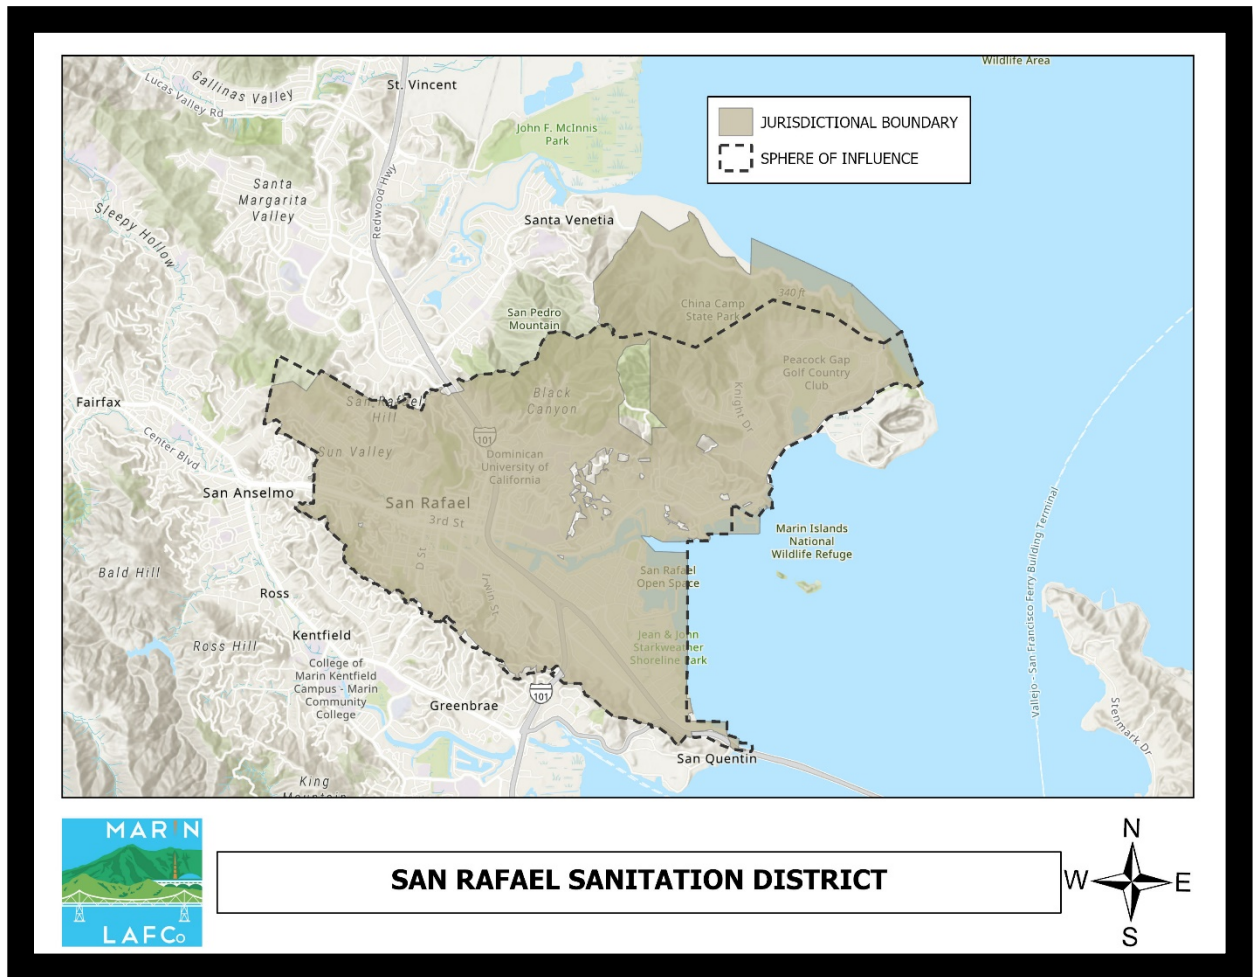 Wildlife Area
Gallinas Valley
Lucas Valley Rd
St. Vincent
JURISDICTIONAL BOUNDARY
SPHERE OF INFLUENCE
John F. McInnis
Park
Santa
Margarita
Valley
Redwood Hwy
Sleepy Hollow
Santa Venetia
340 ft
China Camp
State Park
San Pedro
Mountain
Peacock Gap
Golf Country
Club
Black
Canyon
Knight Dr
Fairfax
San Rafael
Hill
Center Blvd
101
Sun Valley
Dominican
University of
California
San Anselmo
San Rafael
3rd St
Marin Islands
National
Wildlife Refuge
Vallejo - San Francisco Ferry Building Terminal
D St
Irwin St
San Rafael
Open Space
Bald Hill
Ross
Ross Hill
Kentfield
Jean & John
Starkweather
Shoreline Park
College of
Marin Kentfield
Campus - Marin
Community
College
101
Greenbrae
Stenmark Dr
San Quentin
King
Mountain
MARIN
LAFCo
SAN RAFAEL SANITATION DISTRICT
N
W
E
S